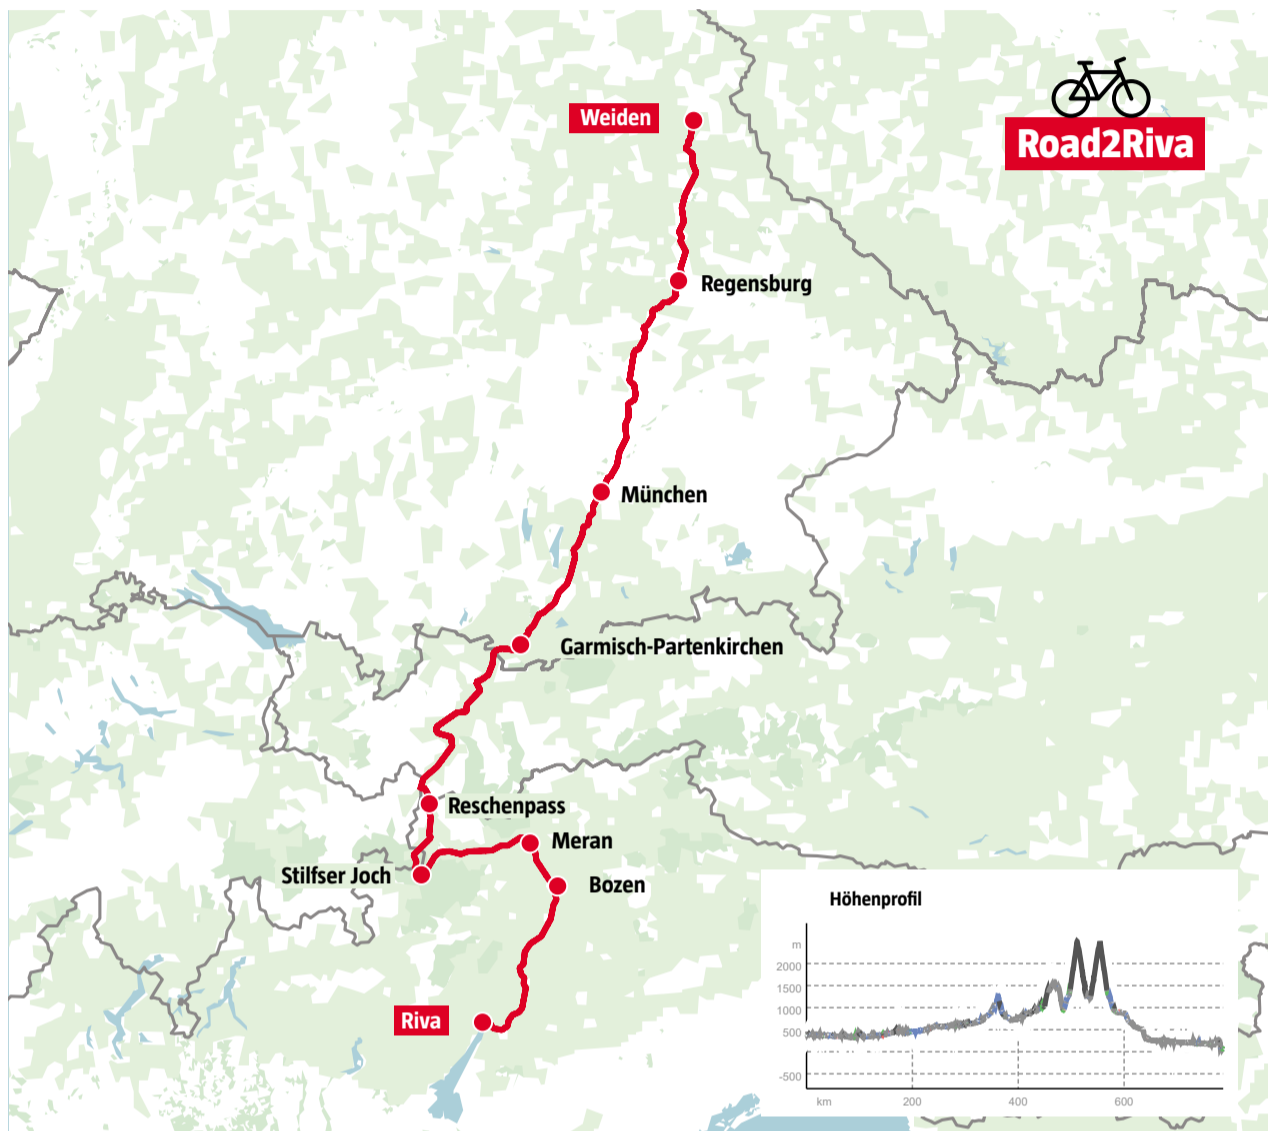 Weiden
Road2Riva
Regensburg
München
Garmisch-Partenkirchen
Reschenpass
Meran
Stilfser Joch
Bozen
Riva
Höhenprofil
m
2000
1500
1000
500
-500
km 200 400 600